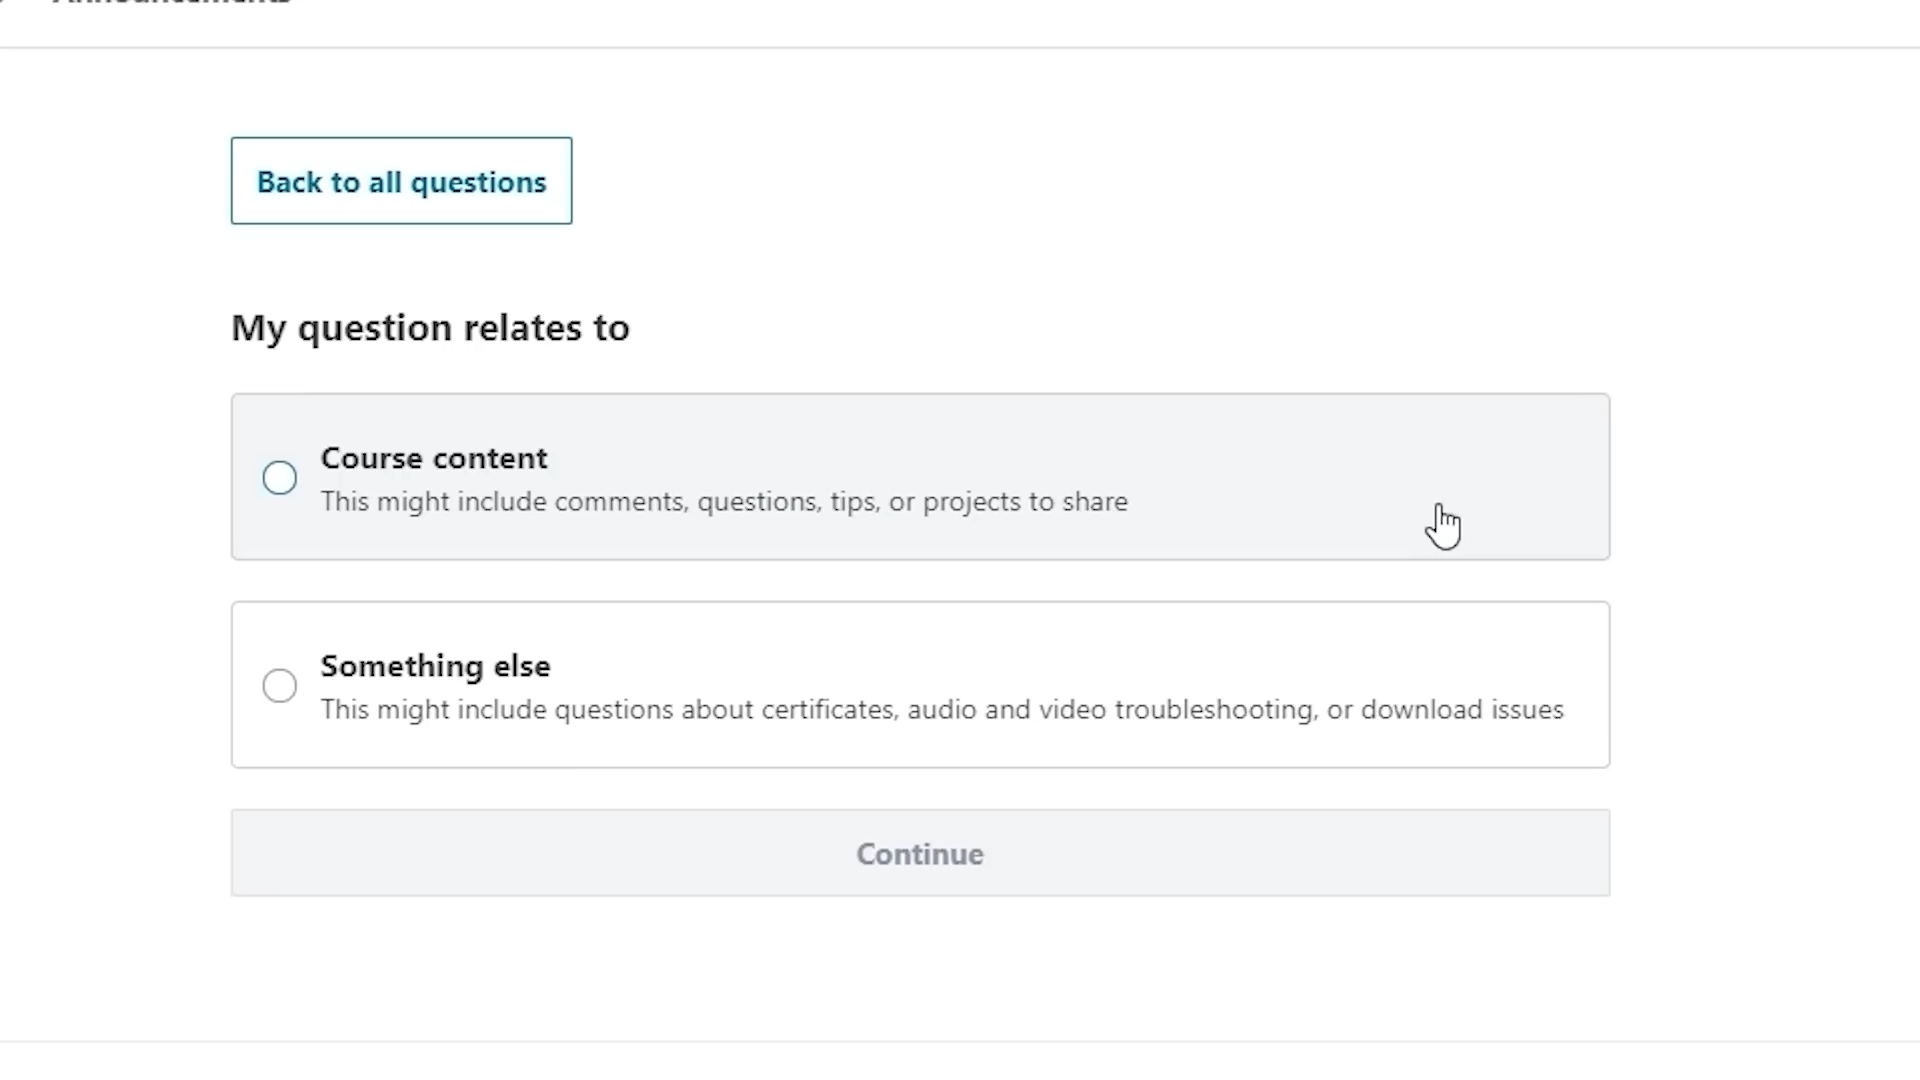 Announcements
Back to all questions
My question relates to
Course content
This might include comments, questions, tips, or projects to share
Something else
This might include questions about certificates, audio and video troubleshooting, or download issues
Continue